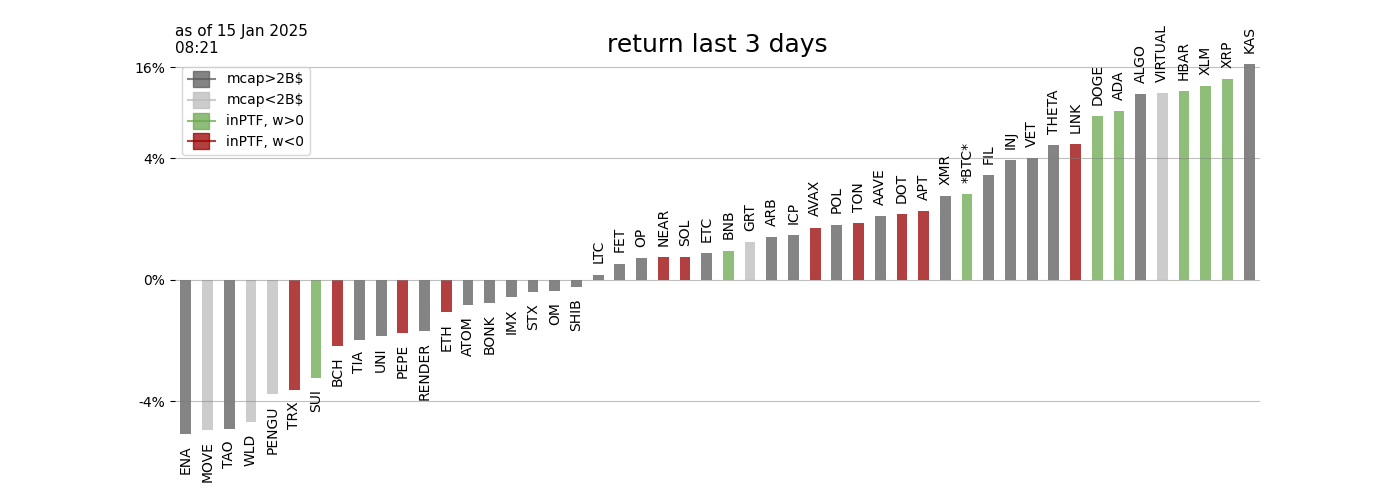 as of 15 Jan 2025
08:21
return last 3 days
16%
4%
0%
-4%
mcap>2B$
mcap<2B$
inPTF, w>0
inPTF, w<0
ENA
MOVE
TAO
WLD
PENGU
TRX
SUI
BCH
TIA
UNI
PEPE
RENDER
ETH
ATOM
BONK
IMX
STX
OM
SHIB
LTC
FET
OP
NEAR
SOL
ETC
BNB
GRT
ARB
ICP
AVAX
POL
TON
AAVE
DOT
APT
XMR
*BTC*
FIL
INJ
VET
THETA
LINK
DOGE
ADA
ALGO
VIRTUAL
HBAR
XLM
XRP
KAS